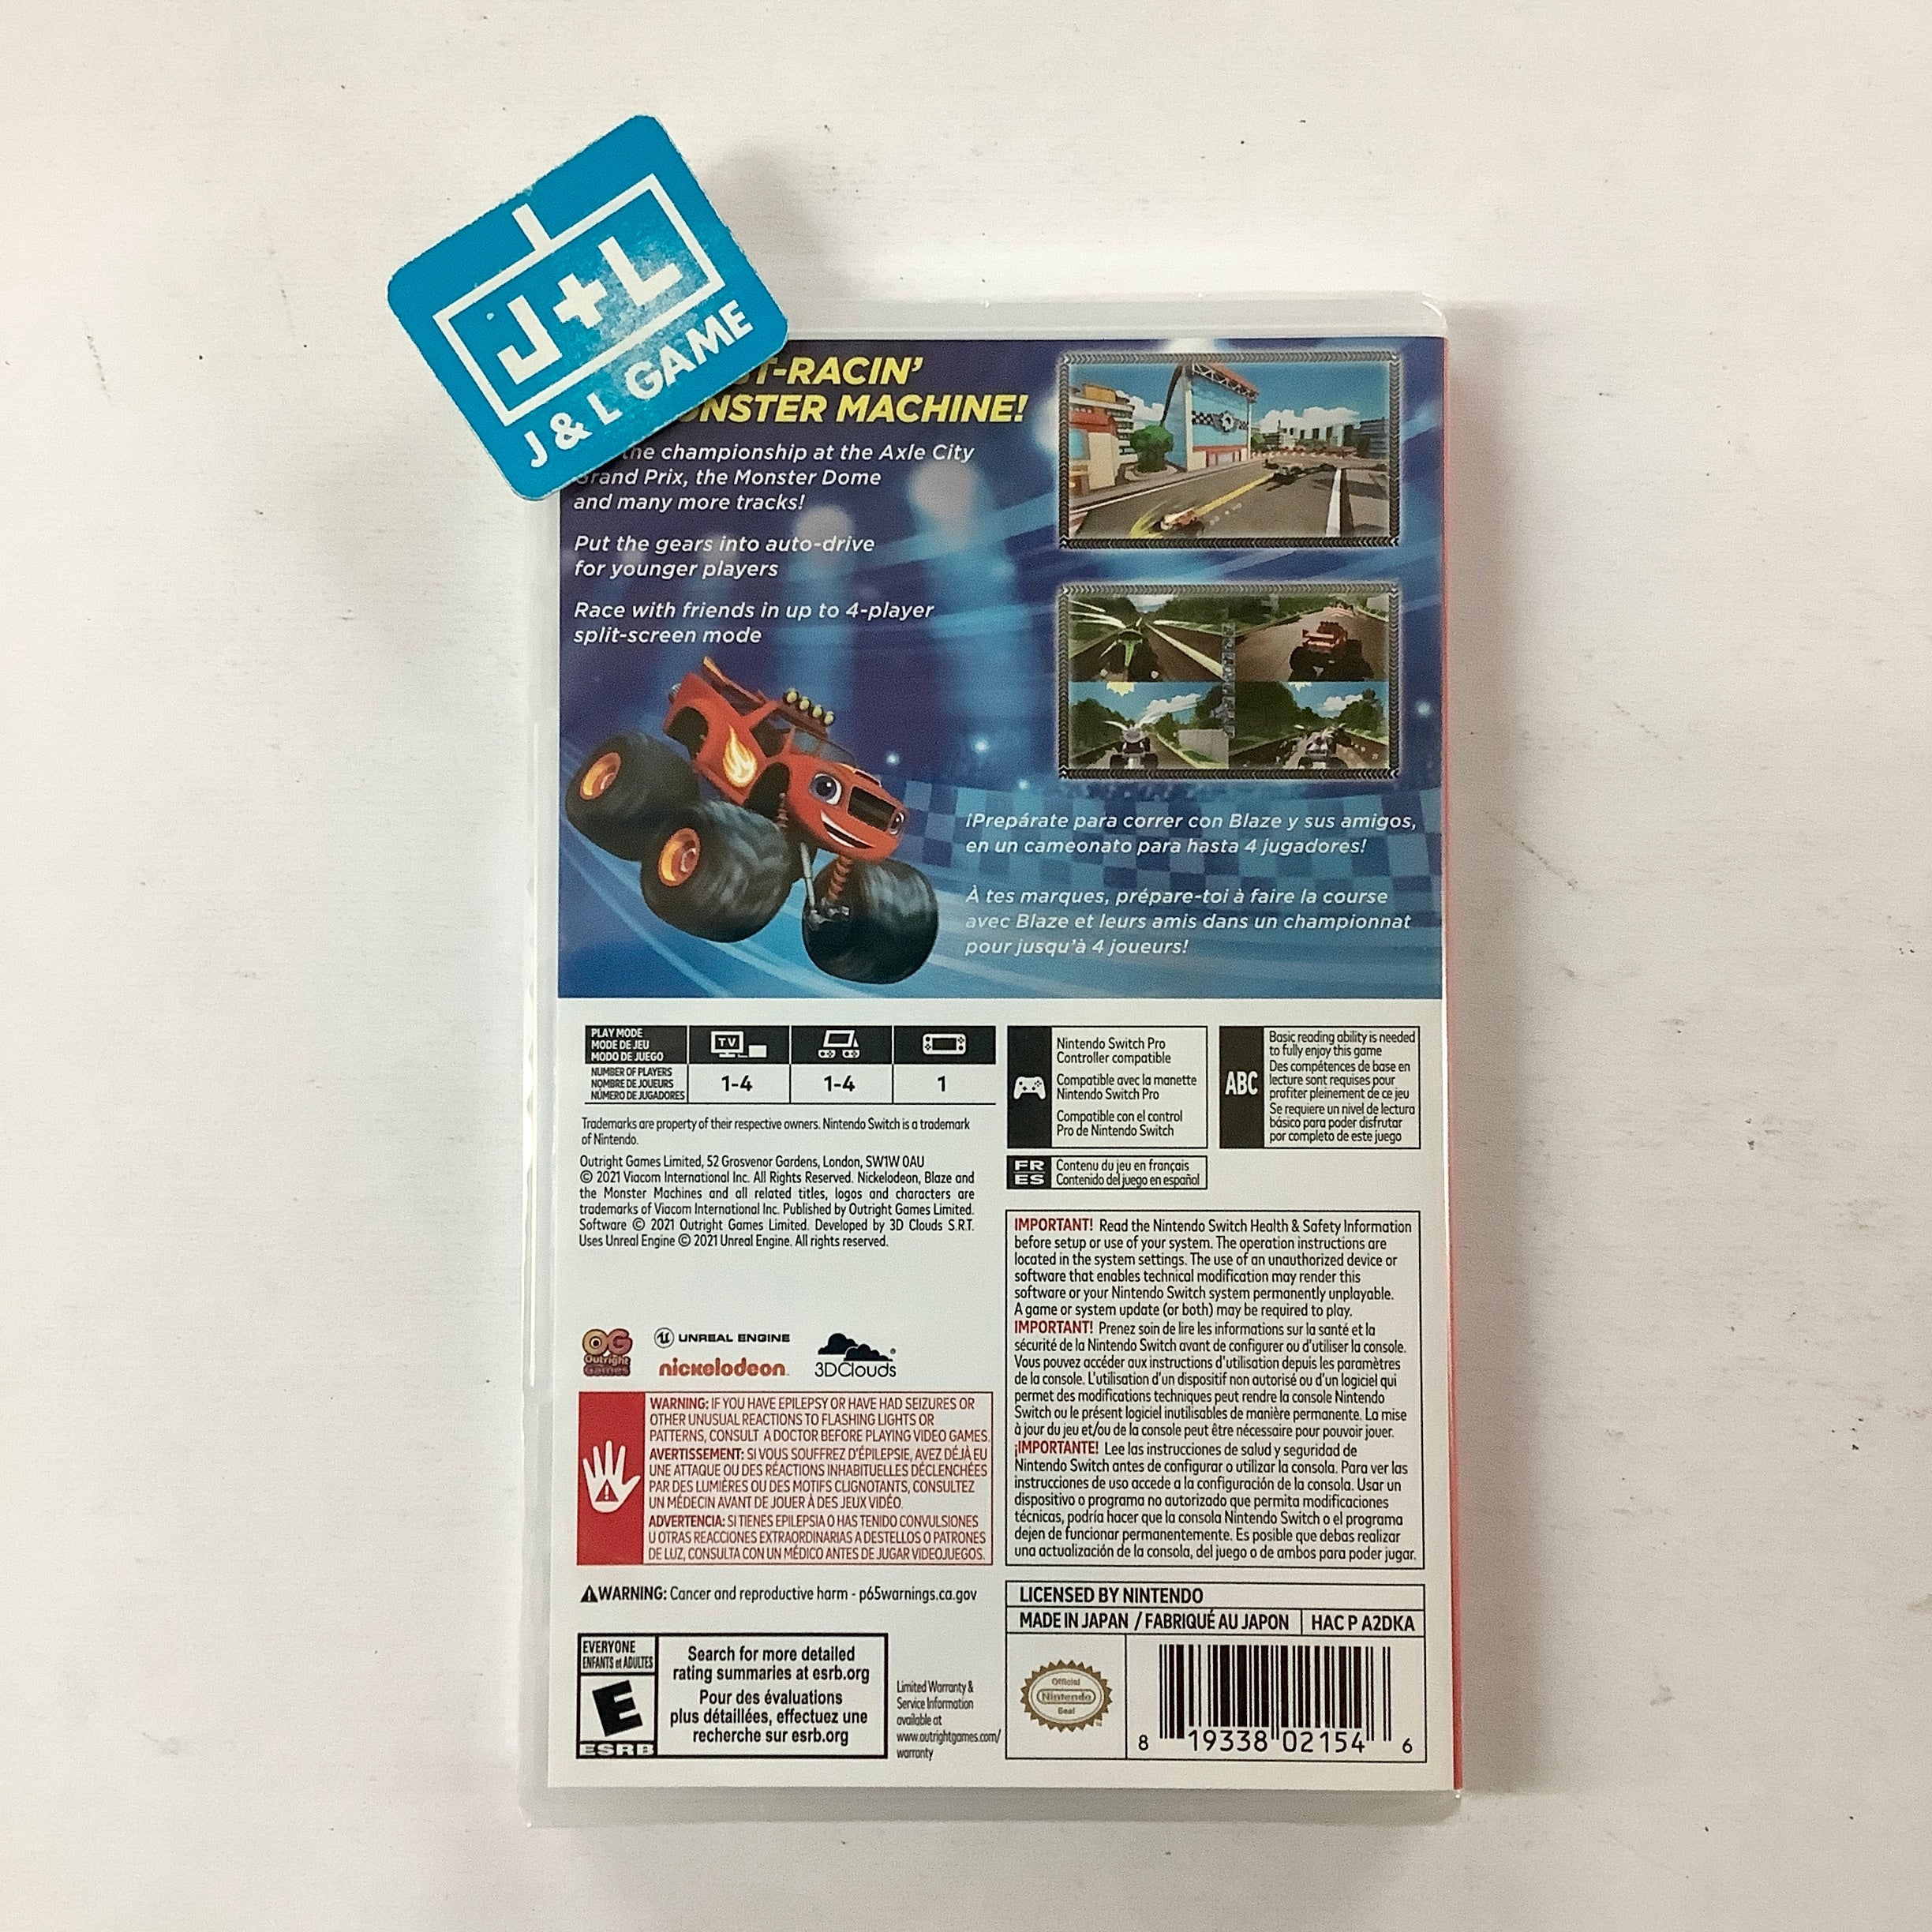 J+L
J & L GAME
T-RACIN'
NSTER MACHINE!
the championship at the Axle City
Grand Prix, the Monster Dome
and many more tracks!
Put the gears into auto-drive
for younger players
Race with friends in up to 4-player
split-screen mode
¡Prepárate para correr con Blaze y sus amigos,
en un cameonato para hasta 4 jugadores!
À tes marques, prépare-toi à faire la course
avec Blaze et leurs amis dans un championnat
pour jusqu'à 4 joueurs!
PLAY MODE
MODE DE JEU
MODO DE JUEGO
TV
NUMBER OF PLAYERS
NOMBRE DE JOUEURS
NÚMERO DE JUGADORES
1-4
1-4
1
Trademarks are property of their respective owners. Nintendo Switch is a trademark
of Nintendo.
Outright Games Limited, 52 Grosvenor Gardens, London, SW1W 0AU
© 2021 Viacom International Inc. All Rights Reserved. Nickelodeon, Blaze and
the Monster Machines and all related titles, logos and characters are
trademarks of Viacom International Inc. Published by Outright Games Limited.
Software © 2021 Outright Games Limited. Developed by 3D Clouds S.R.T.
Uses Unreal Engine © 2021 Unreal Engine. All rights reserved.
Nintendo Switch Pro
Controller compatible
Compatible avec la manette
Nintendo Switch Pro
Compatible con el control
Pro de Nintendo Switch
ABC
Basic reading ability is needed
to fully enjoy this game
Des compétences de base en
lecture sont requises pour
profiter pleinement de ce jeu
Se requiere un nivel de lectura
básico para poder disfrutar
por completo de este juego
FR
ES
Contenu du jeu en français
Contenido del juego en español
IMPORTANT! Read the Nintendo Switch Health & Safety Information
before setup or use of your system. The operation instructions are
located in the system settings. The use of an unauthorized device or
software that enables technical modification may render this
software or your Nintendo Switch system permanently unplayable.
A game or system update (or both) may be required to play.
IMPORTANT! Prenez soin de lire les informations sur la santé et la
sécurité de la Nintendo Switch avant de configurer ou d'utiliser la console.
Vous pouvez accéder aux instructions d'utilisation depuis les paramètres
de la console. L'utilisation d'un dispositif non autorisé ou d'un logiciel qui
permet des modifications techniques peut rendre la console Nintendo
Switch ou le présent logiciel inutilisables de manière permanente. La mise
à jour du jeu et/ou de la console peut être nécessaire pour pouvoir jouer.
¡IMPORTANTE! Lee las instrucciones de salud y seguridad de
Nintendo Switch antes de configurar o utilizar la consola. Para ver las
instrucciones de uso accede a la configuración de la consola. Usar un
dispositivo o programa no autorizado que permita modificaciones
técnicas, podría hacer que la consola Nintendo Switch o el programa
dejen de funcionar permanentemente. Es posible que debas realizar
una actualización de la consola, del juego o de ambos para poder jugar.
OG
Outright
Games
UNREAL ENGINE
nickelodeon
3DClouds
WARNING: IF YOU HAVE EPILEPSY OR HAVE HAD SEIZURES OR
OTHER UNUSUAL REACTIONS TO FLASHING LIGHTS OR
PATTERNS, CONSULT A DOCTOR BEFORE PLAYING VIDEO GAMES.
AVERTISSEMENT: SI VOUS SOUFFREZ D'ÉPILEPSIE, AVEZ DÉJÀ EU
UNE ATTAQUE OU DES RÉACTIONS INHABITUELLES DÉCLENCHÉES
PAR DES LUMIÈRES OU DES MOTIFS CLIGNOTANTS, CONSULTEZ
UN MÉDECIN AVANT DE JOUER À DES JEUX VIDÉO.
ADVERTENCIA: SI TIENES EPILEPSIA O HAS TENIDO CONVULSIONES
U OTRAS REACCIONES EXTRAORDINARIAS A DESTELLOS O PATRONES
DE LUZ, CONSULTA CON UN MÉDICO ANTES DE JUGAR VIDEOJUEGOS.
WARNING: Cancer and reproductive harm - p65warnings.ca.gov
LICENSED BY NINTENDO
MADE IN JAPAN / FABRIQUÉ AU JAPON
HAC P A2DKA
EVERYONE
ENFANTS et ADULTES
E
ESRB
Search for more detailed
rating summaries at esrb.org
Pour des évaluations
plus détaillées, effectuez une
recherche sur esrb.org
Limited Warranty &
Service Information
available at
www.outrightgames.com/
warranty
Official
Nintendo
Seal
8 19338 02154 6